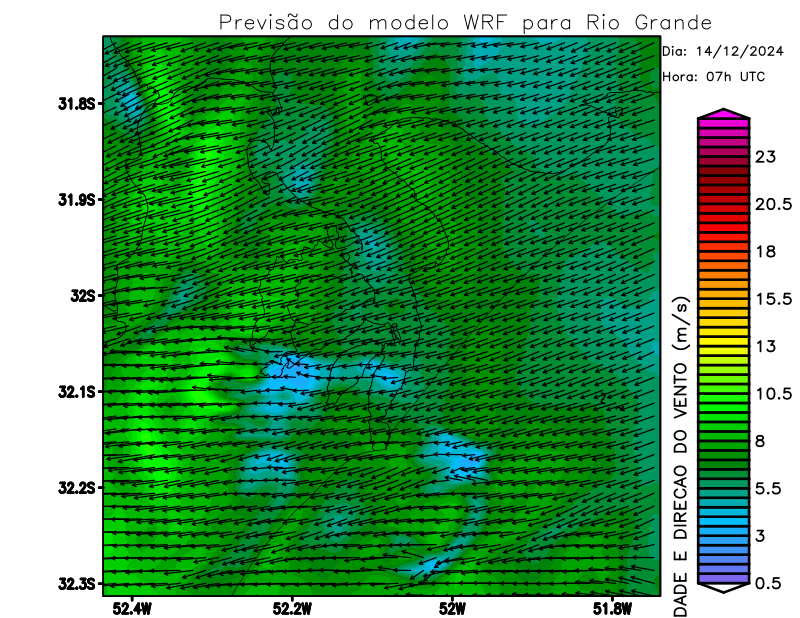 Previsão do modelo WRF para Rio Grande
Dia: 14/12/2024
Hora: 07h UTC
31.8S
31.9S
32S
32.1S
32.2S
32.3S
52.4W
52.2W
52W
51.8W
23
20.5
18
15.5
13
10.5
8
5.5
3
0.5
DADE E DIRECAO DO VENTO (m/s)